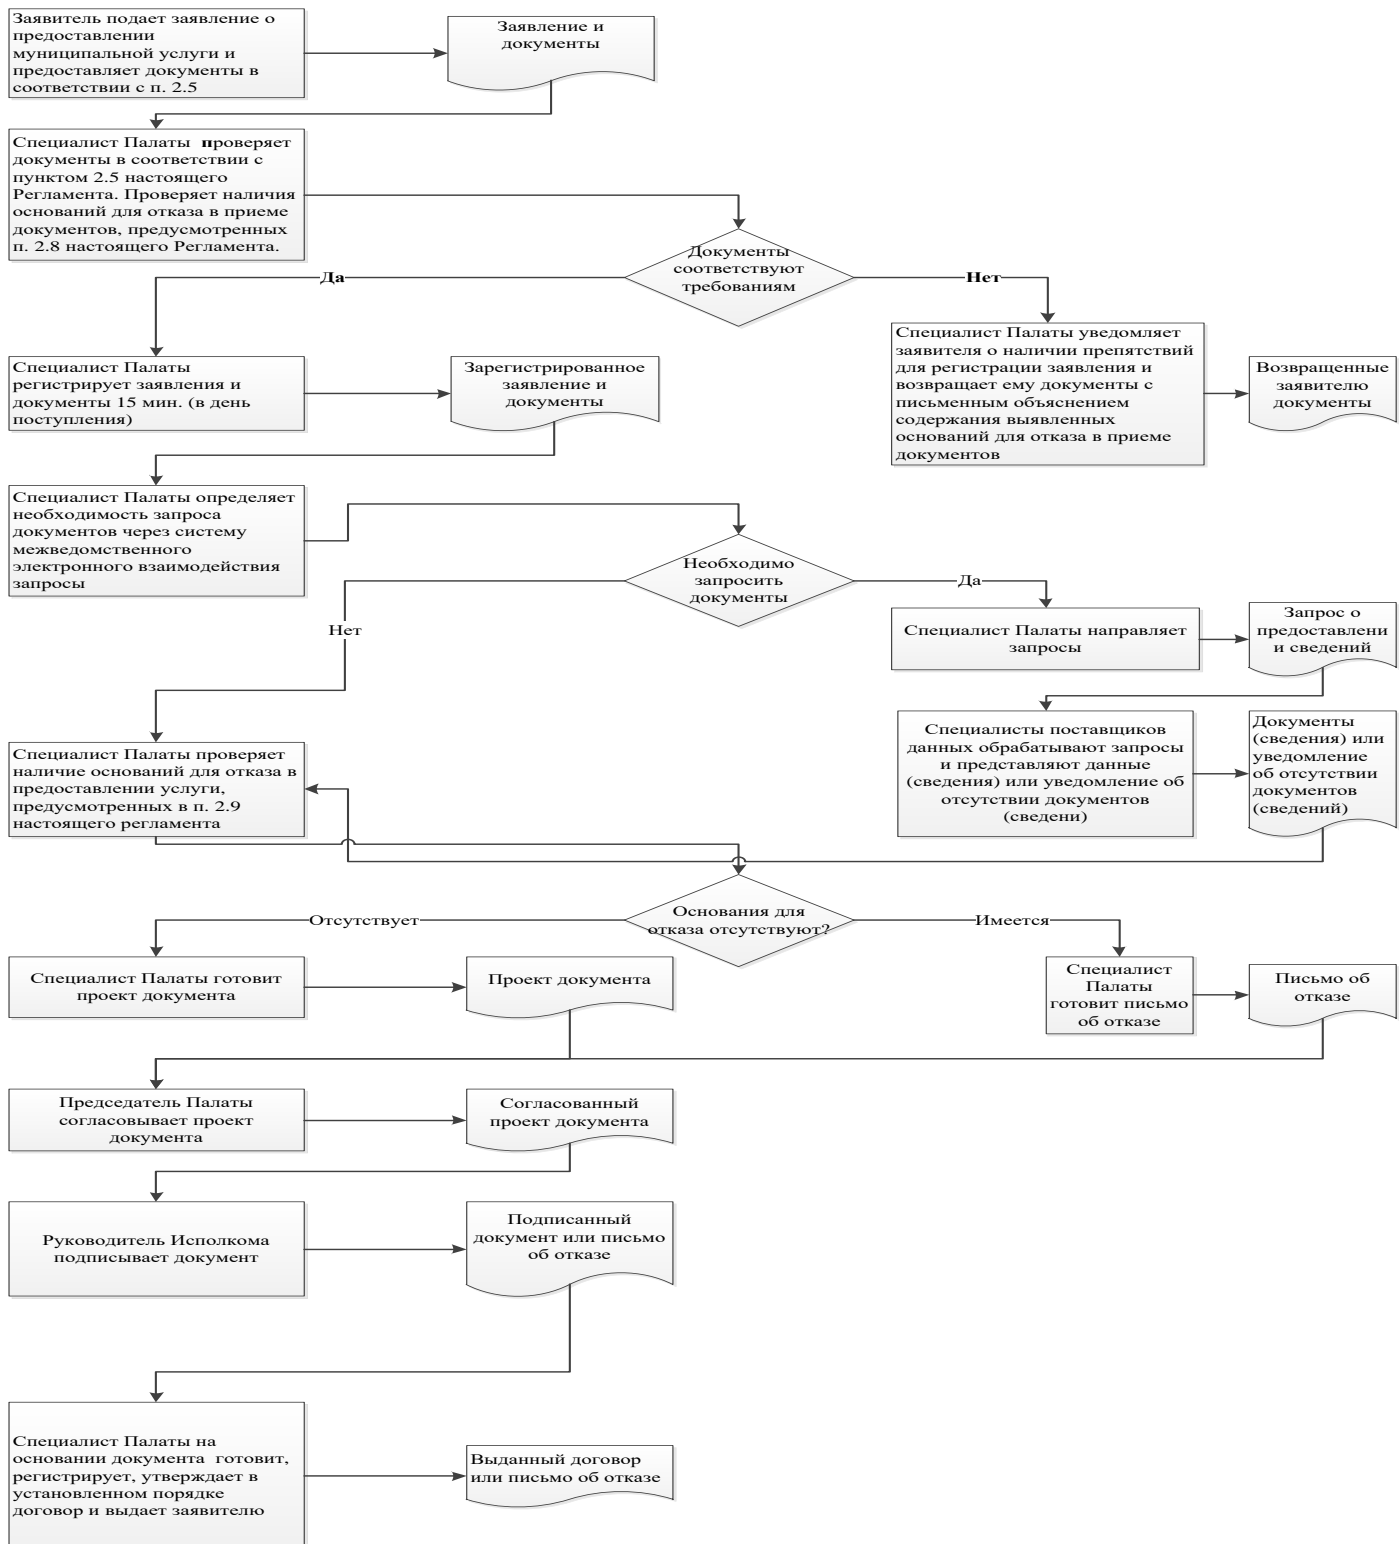 Заявитель подает заявление о
предоставлении
муниципальной услуги и
предоставляет документы в
соответствии с п. 2.5
Заявление и
документы
Специалист Палаты проверяет
документы в соответствии с
пунктом 2.5 настоящего
Регламента. Проверяет наличия
оснований для отказа в приеме
документов, предусмотренных
п. 2.8 настоящего Регламента.
Документы
соответствуют
требованиям
Да
Нет
Специалист Палаты
регистрирует заявления и
документы 15 мин. (в день
поступления)
Зарегистрированное
заявление и
документы
Специалист Палаты уведомляет
заявителя о наличии препятствий
для регистрации заявления и
возвращает ему документы с
письменным объяснением
содержания выявленных
оснований для отказа в приеме
документов
Возвращенные
заявителю
документы
Специалист Палаты определяет
необходимость запроса
документов через систему
межведомственного
электронного взаимодействия
запросы
Необходимо
запросить
документы
Да
Нет
Специалист Палаты направляет
запросы
Запрос о
предоставлени
и сведений
Специалисты поставщиков
данных обрабатывают запросы
и представляют данные
(сведения) или уведомление об
отсутствии документов
(сведени)
Документы
(сведения) или
уведомление
об отсутствии
документов
(сведений)
Специалист Палаты проверяет
наличие оснований для отказа в
предоставлении услуги,
предусмотренных в п. 2.9
настоящего регламента
Основания для
отказа отсутствуют?
Отсутствует
Имеется
Специалист Палаты готовит
проект документа
Проект документа
Специалист
Палаты
готовит письмо
об отказе
Письмо об
отказе
Председатель Палаты
согласовывает проект
документа
Согласованный
проект документа
Руководитель Исполкома
подписывает документ
Подписанный
документ или письмо
об отказе
Специалист Палаты на
основании документа готовит,
регистрирует, утверждает в
установленном порядке
договор и выдает заявителю
Выданный договор
или письмо об отказе